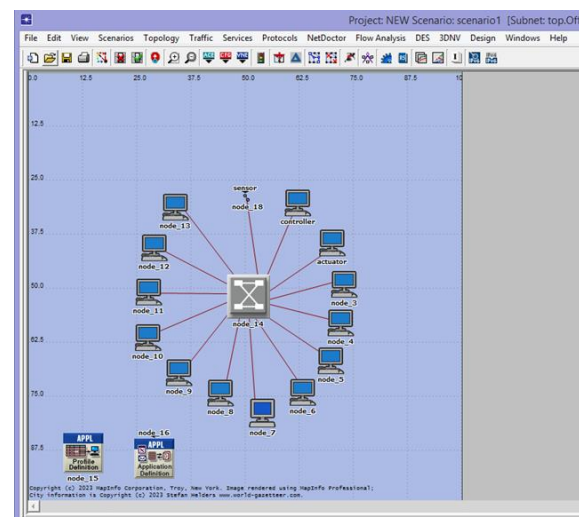 Project: NEW Scenario: scenario1 [Subnet: top.Off
File Edit View Scenarios Topology Traffic Services Protocols NetDoctor Flow Analysis DES 3DNV Design Windows Help
0.0 12.5 25.0 37.5 50.0 62.5 75.0 87.5 10
12.5
25.0
sensor
node_18
node_13
controller
37.5
node_12
actuator
50.0
node_11
node_3
node_14
node_4
62.5
node_10
node_5
node_9
75.0
node_8
node_6
node_7
node_16
APPL
APPL
87.5
Profile
Definition
Application
Definition
node_15
Copyright (c) 2023 MapInfo Corporation, Troy, New York. Image rendered using MapInfo Professional;
City information is Copyright (c) 2023 Stefan Helders www.world-gazetteer.com.